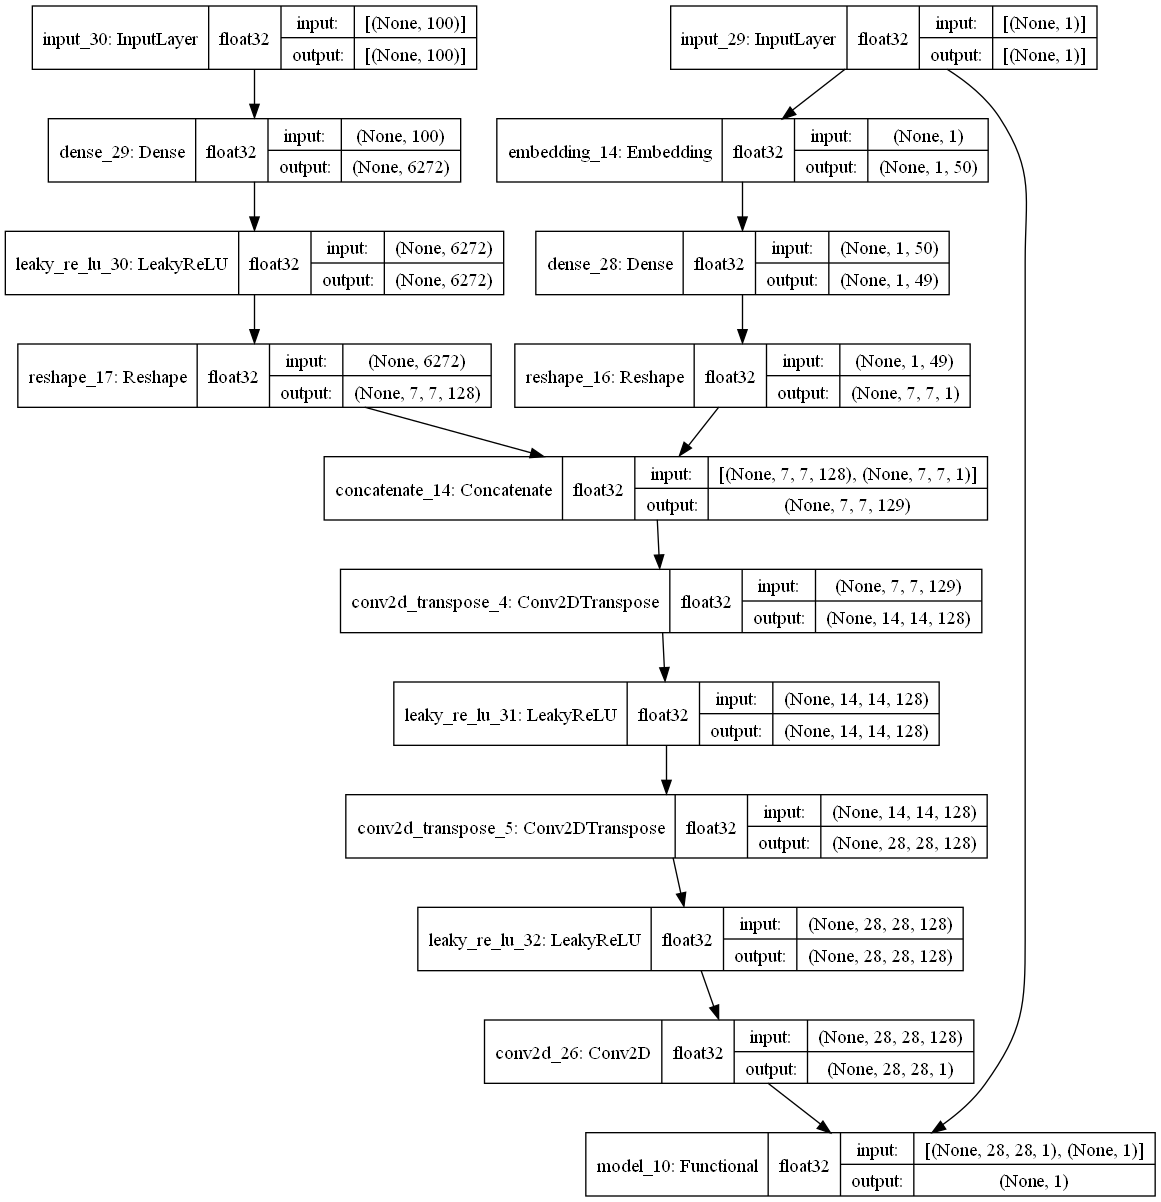 input_30: InputLayer float32 input: [(None, 100)]
output: [(None, 100)]
input_29: InputLayer float32 input: [(None, 1)]
output: [(None, 1)]
dense_29: Dense float32 input: (None, 100)
output: (None, 6272)
embedding_14: Embedding float32 input: (None, 1)
output: (None, 1, 50)
leaky_re_lu_30: LeakyReLU float32 input: (None, 6272)
output: (None, 6272)
dense_28: Dense float32 input: (None, 1, 50)
output: (None, 1, 49)
reshape_17: Reshape float32 input: (None, 6272)
output: (None, 7, 7, 128)
reshape_16: Reshape float32 input: (None, 1, 49)
output: (None, 7, 7, 1)
concatenate_14: Concatenate float32 input: [(None, 7, 7, 128), (None, 7, 7, 1)]
output: (None, 7, 7, 129)
conv2d_transpose_4: Conv2DTranspose float32 input: (None, 7, 7, 129)
output: (None, 14, 14, 128)
leaky_re_lu_31: LeakyReLU float32 input: (None, 14, 14, 128)
output: (None, 14, 14, 128)
conv2d_transpose_5: Conv2DTranspose float32 input: (None, 14, 14, 128)
output: (None, 28, 28, 128)
leaky_re_lu_32: LeakyReLU float32 input: (None, 28, 28, 128)
output: (None, 28, 28, 128)
conv2d_26: Conv2D float32 input: (None, 28, 28, 128)
output: (None, 28, 28, 1)
model_10: Functional float32 input: [(None, 28, 28, 1), (None, 1)]
output: (None, 1)